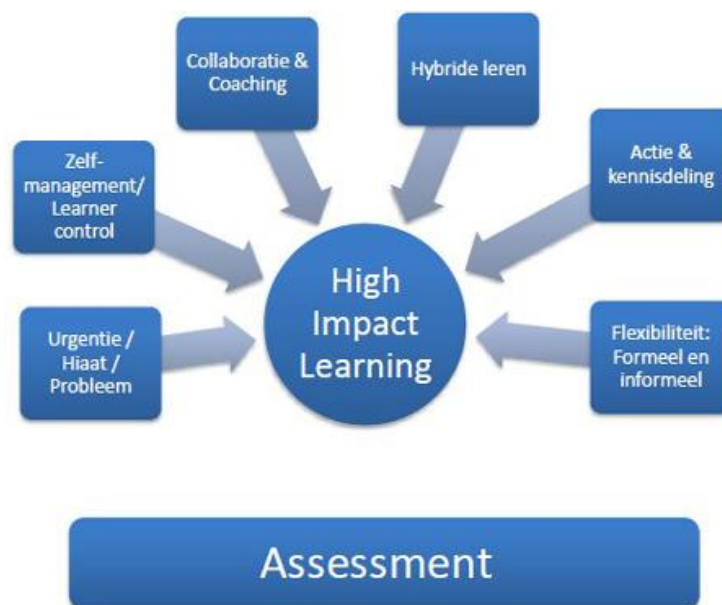 Collaboratie &
Coaching
Hybride leren
Zelf-
management/
Learner
control
Actie &
kennisdeling
High
Impact
Learning
Urgentie /
Hiaat /
Probleem
Flexibiliteit:
Formeel en
informeel
Assessment